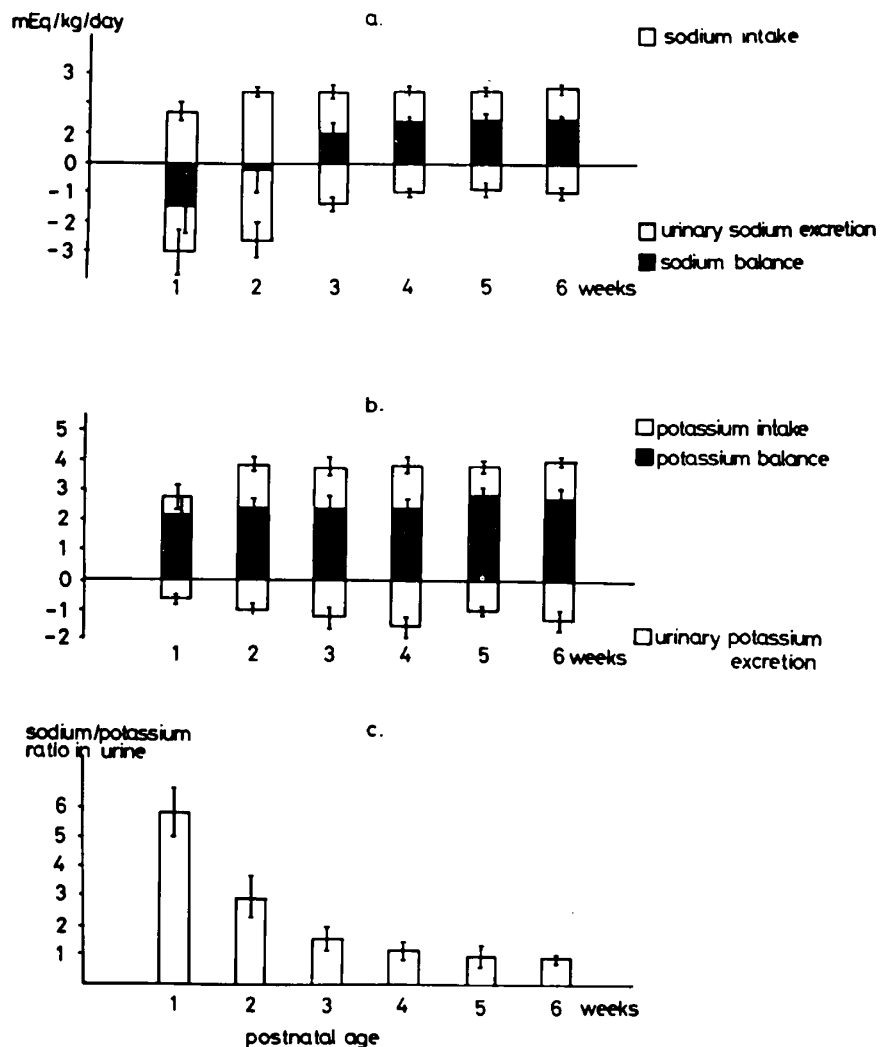 mEq/kg/day
a.
sodium intake
3
2
0
-1
-2
-3
urinary sodium excretion
sodium balance
1 2 3 4 5 6 weeks
b.
5
4
3
2
1
0
-1
-2
potassium intake
potassium balance
urinary potassium
excretion
1 2 3 4 5 6 weeks
sodium/potassium
ratio in urine
c.
6
5
4
3
2
1
1 2 3 4 5 6 weeks
postnatal age